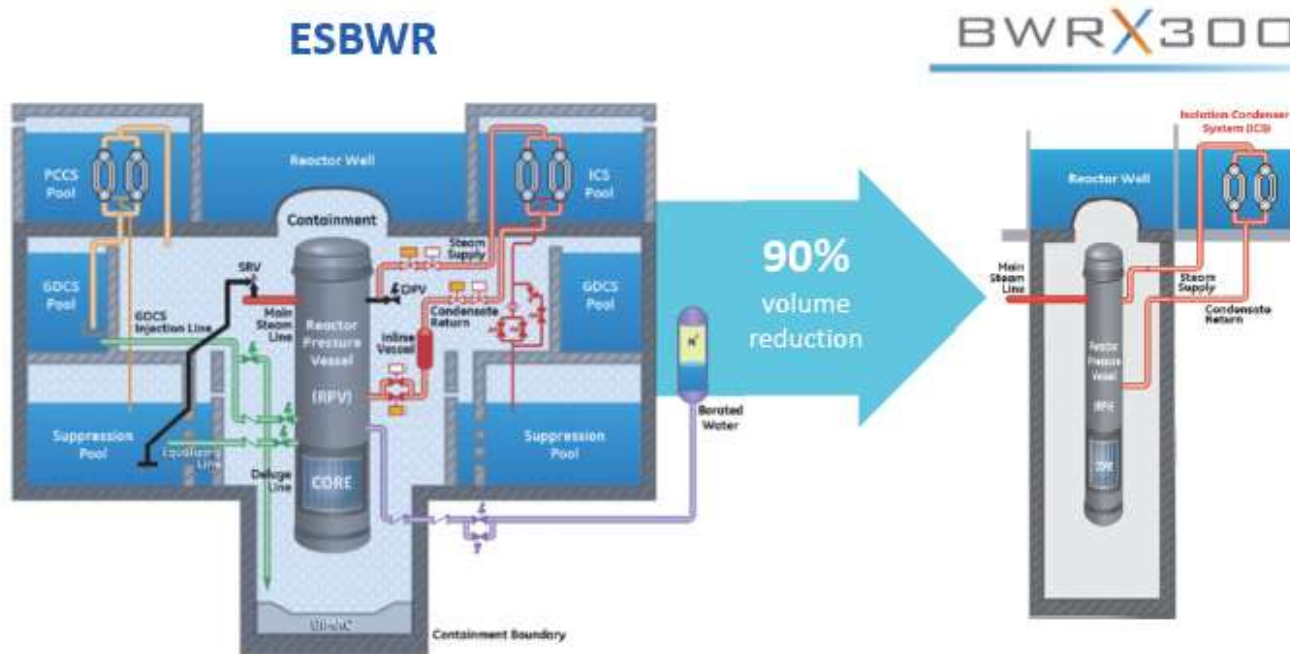 ESBWR
BWRX300
PCCS
Pool
Reactor Well
ICS
Pool
Containment
Steam
Supply
GDCS
Pool
SRV
DPV
GDCS
Pool
GDCS
Injection Line
Main
Steam
Line
Condensate
Return
Inline
Vessel
Reactor
Pressure
Vessel
(RPV)
Suppression
Pool
Equalizing
Line
Suppression
Pool
Deluge
Line
CORE
Containment Boundary
N
Borated
Water
90%
volume
reduction
Isolation Condenser
System (ICS)
Reactor Well
Main
Steam
Line
Steam
Supply
Condensate
Return
Reactor
Pressure
Vessel
CORE